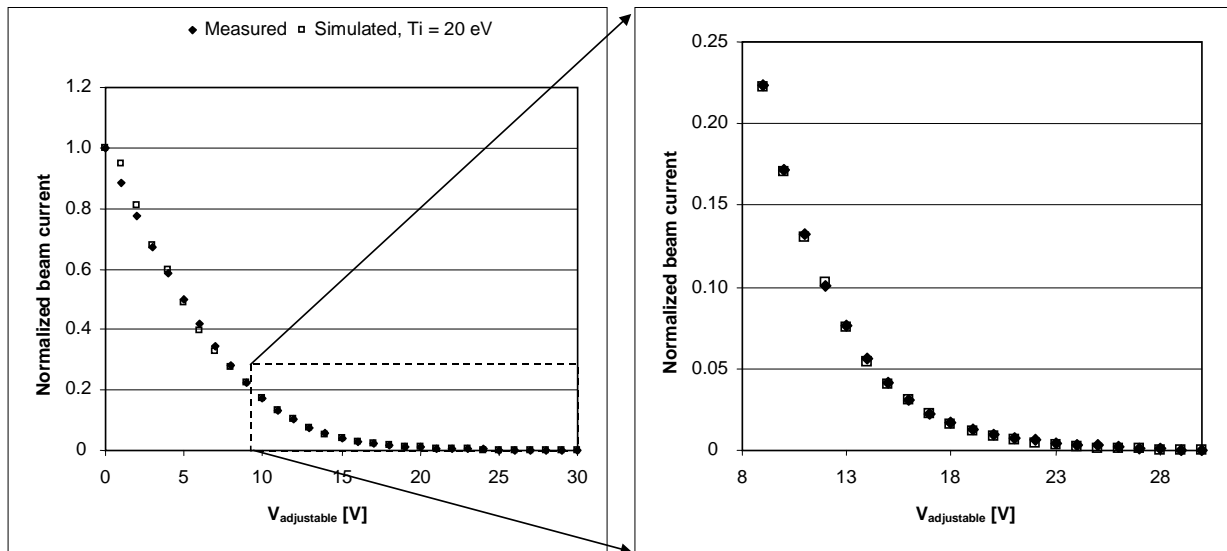 ◆ Measured ▫ Simulated, Ti = 20 eV
Normalized beam current
1.2
1.0
0.8
0.6
0.4
0.2
0
0 5 10 15 20 25 30
Vadjustable [V]
Normalized beam current
0.25
0.20
0.15
0.10
0.05
0
8 13 18 23 28
Vadjustable [V]